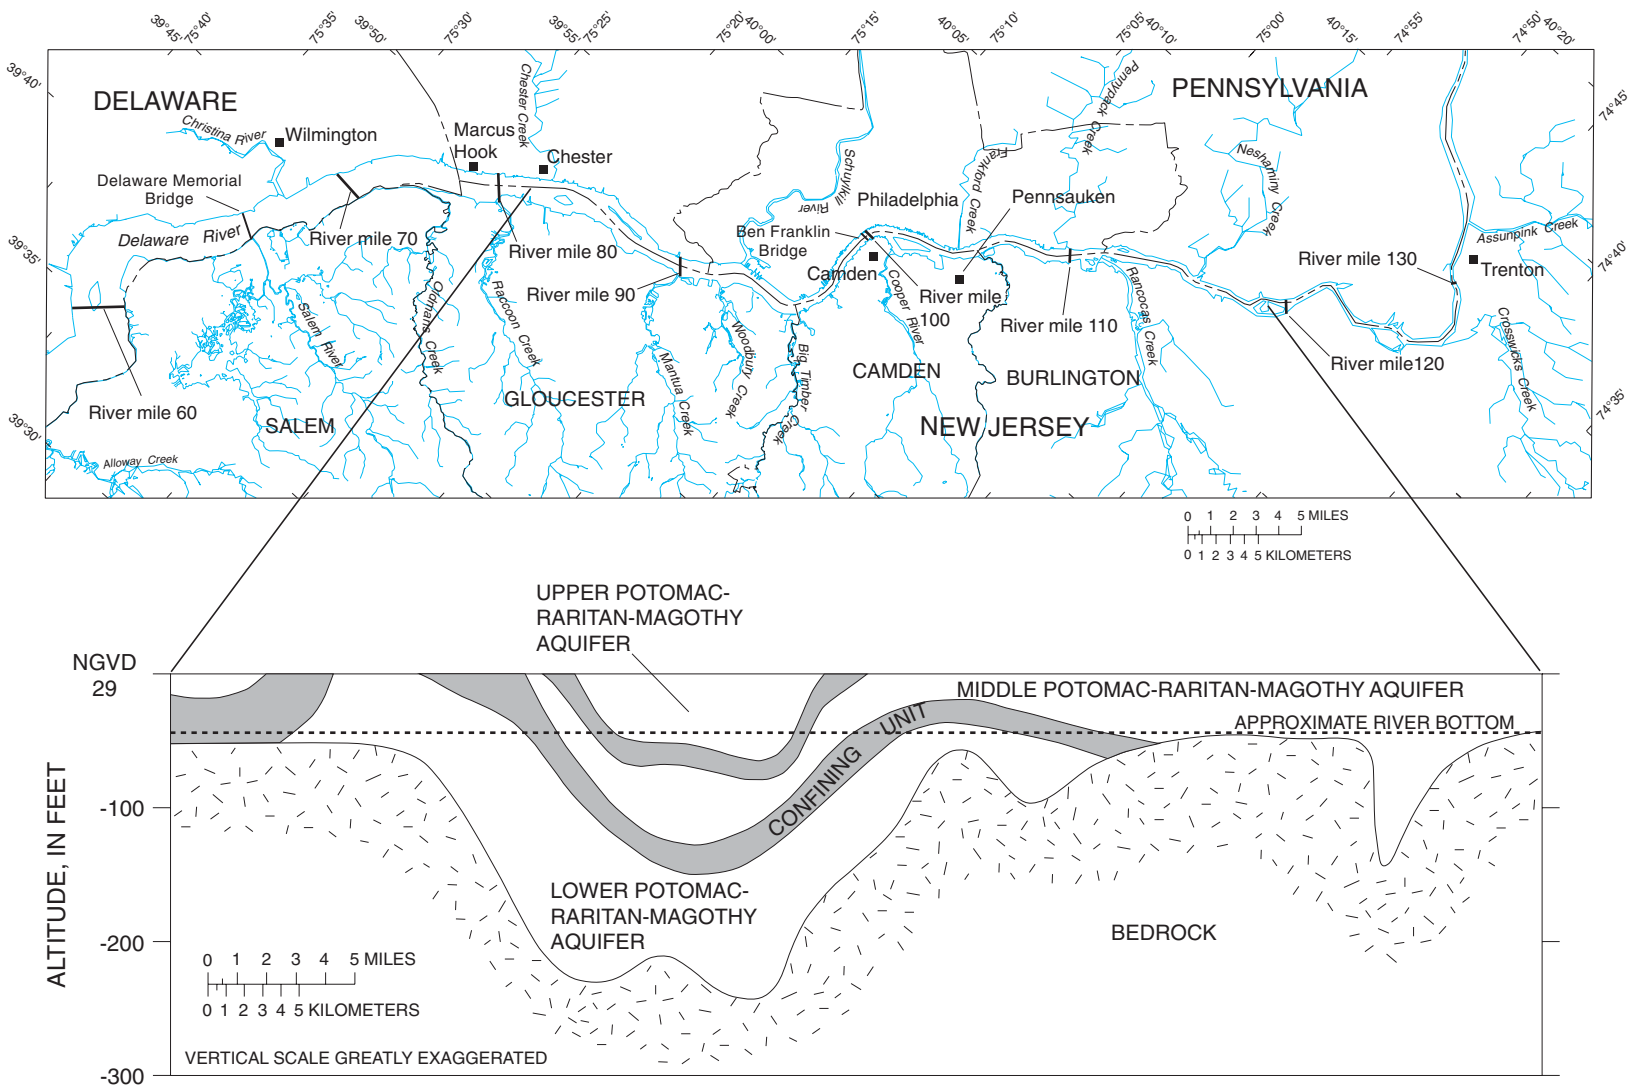 39°45'
75°40'
75°35'
39°50'
75°30'
39°55'
75°25'
75°20'
40°00'
75°15'
40°05'
75°10'
75°05'
40°10'
75°00'
40°15'
74°55'
74°50'
40°20'
39°40'
39°35'
39°30'
74°45'
74°40'
74°35'
DELAWARE
PENNSYLVANIA
Christina River
Wilmington
Marcus
Hook
Chester Creek
Chester
Delaware Memorial
Bridge
Delaware River
River mile 70
River mile 80
River mile 90
River mile 60
Schuylkill
River
Philadelphia
Frankford Creek
Pennypack
Creek
Pennsauken
Ben Franklin
Bridge
Camden
Cooper River
River mile
100
River mile 110
Neshaminy
Creek
River mile 130
Assunpink Creek
Trenton
River mile120
Crosswicks Creek
Rancocas
Creek
Salem River
Oldmans Creek
Raccoon Creek
Mantua Creek
Woodbury Creek
Big Timber
Creek
SALEM
GLOUCESTER
CAMDEN
BURLINGTON
NEW JERSEY
Alloway Creek
0 1 2 3 4 5 MILES
0 1 2 3 4 5 KILOMETERS
UPPER POTOMAC-
RARITAN-MAGOTHY
AQUIFER
NGVD
29
MIDDLE POTOMAC-RARITAN-MAGOTHY AQUIFER
APPROXIMATE RIVER BOTTOM
CONFINING UNIT
-100
-200
-300
ALTITUDE, IN FEET
LOWER POTOMAC-
RARITAN-MAGOTHY
AQUIFER
BEDROCK
0 1 2 3 4 5 MILES
0 1 2 3 4 5 KILOMETERS
VERTICAL SCALE GREATLY EXAGGERATED